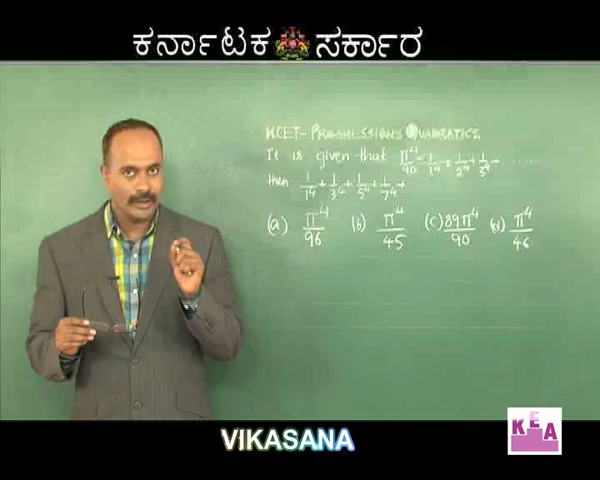 ಕರ್ನಾಟಕ ಸರ್ಕಾರ
KCET- PROGRESSIONS QUADRATICS.
It is given that π⁴/90 = 1/1⁴ + 1/2⁴ + 1/3⁴ + ......
then 1/1⁴ + 1/3⁴ + 1/5⁴ + 1/7⁴ +
(a) π⁴/96 (b) π⁴/45 (c) 89π⁴/90 (d) π⁴/46
KEA
VIKASANA